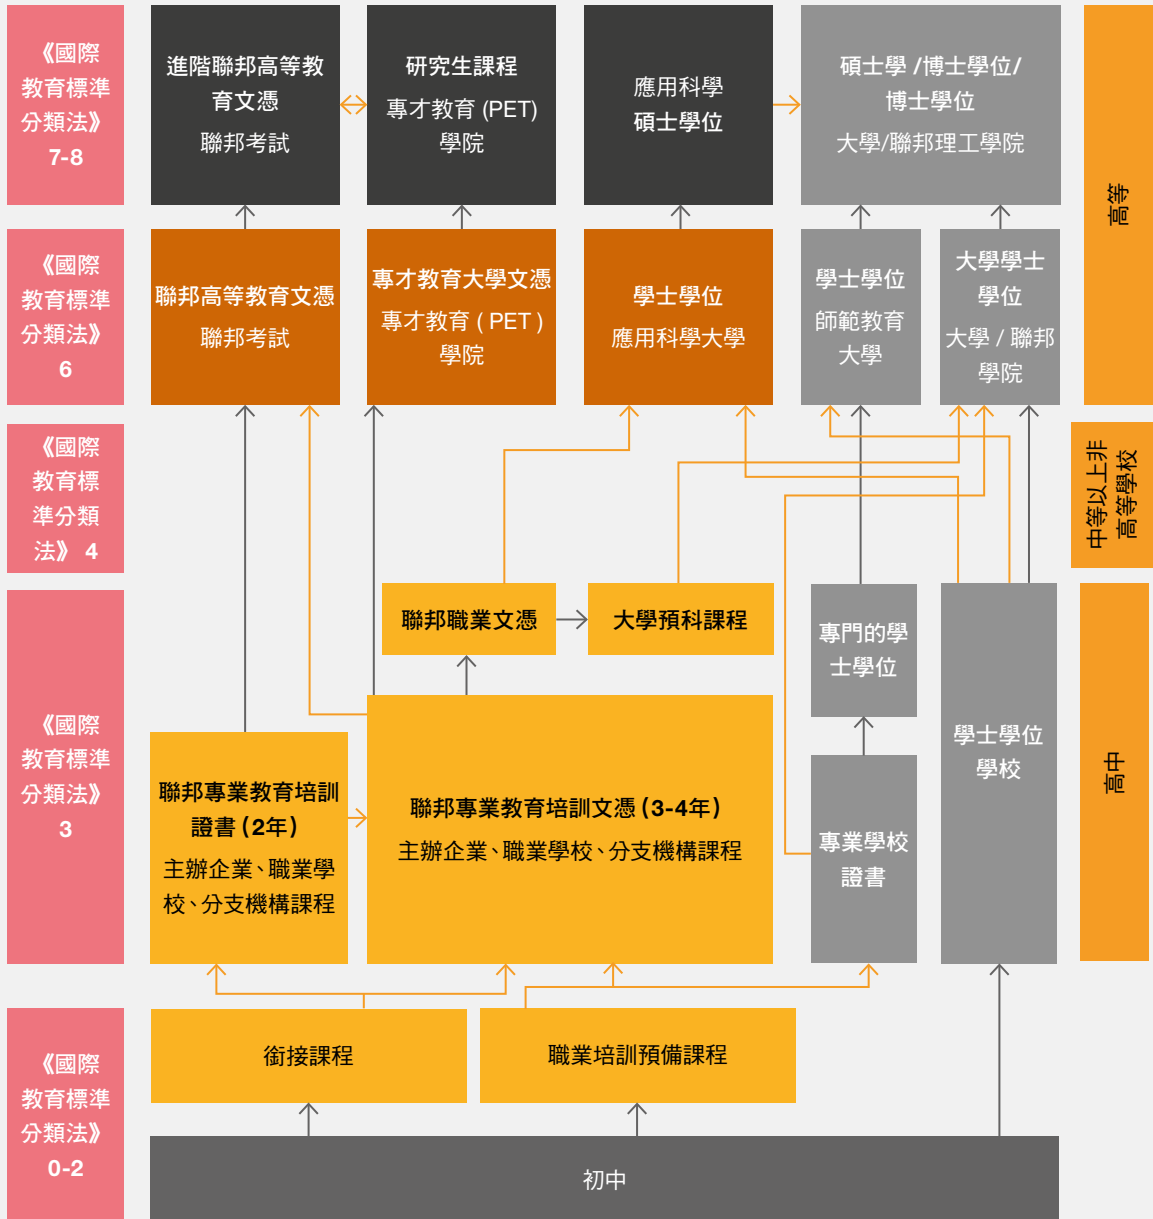 《國際
教育標準
分類法》
7-8
進階聯邦高等教
育文憑
聯邦考試
研究生課程
專才教育 (PET)
學院
應用科學
碩士學位
碩士學 /博士學位/
博士學位
大學/聯邦理工學院
高等
《國際
教育標準
分類法》
6
聯邦高等教育文憑
聯邦考試
專才教育大學文憑
專才教育 ( PET )
學院
學士學位
應用科學大學
學士學位
師範教育
大學
大學學士
學位
大學 / 聯邦
學院
《國際
教育標
準分類
法》 4
中等以上非
高等學校
聯邦職業文憑
大學預科課程
專門的學
士學位
《國際
教育標準
分類法》
3
聯邦專業教育培訓
證書 (2年)
主辦企業、職業學
校、分支機構課程
聯邦專業教育培訓文憑 (3-4年)
主辦企業、職業學校、分支機構課程
專業學校
證書
學士學位
學校
高中
《國際
教育標準
分類法》
0-2
銜接課程
職業培訓預備課程
初中